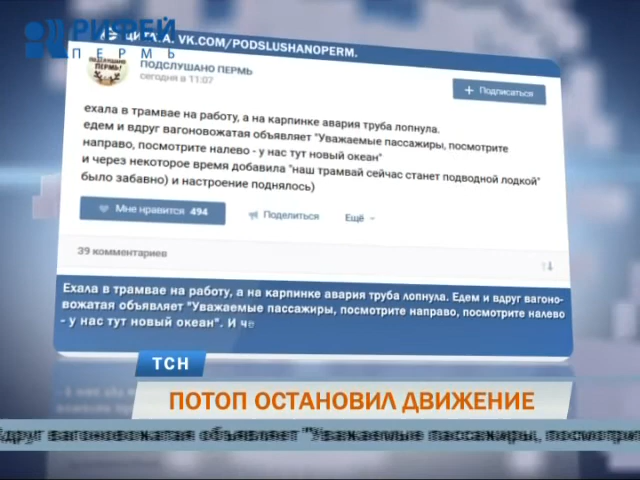 РИФЕЙ
ПЕРМЬ
ЦИТАТА. VK.COM/PODSLUSHANOPERM.
ПОДСЛУШАНО ПЕРМЬ!
ПОДСЛУШАНО ПЕРМЬ
сегодня в 11:07
+ Подписаться
ехала в трамвае на работу, а на карпинке авария труба лопнула.
едем и вдруг вагоновожатая объявляет "Уважаемые пассажиры, посмотрите
направо, посмотрите налево - у нас тут новый океан"
и через некоторое время добавила "наш трамвай сейчас станет подводной лодкой"
было забавно) и настроение поднялось)
Мне нравится 494
Поделиться
Ещё
39 комментариев
Ехала в трамвае на работу, а на карпинке авария труба лопнула. Едем и вдруг вагоно-
вожатая объявляет "Уважаемые пассажиры, посмотрите направо, посмотрите налево
- у нас тут новый океан". И че
ТСН
ПОТОП ОСТАНОВИЛ ДВИЖЕНИЕ
вдруг вагоновожатая объявляет "Уважаемые пассажиры, посмотри